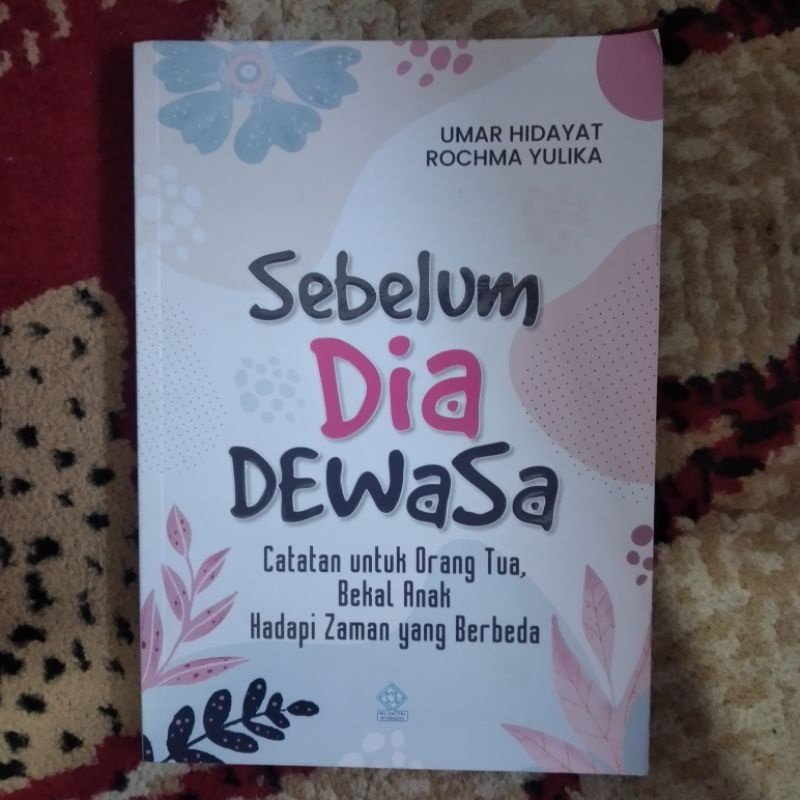 UMAR HIDAYAT
ROCHMA YULIKA
Sebelum
Dia
DEWaSa
Catatan untuk Orang Tua,
Bekal Anak
Hadapi Zaman yang Berbeda